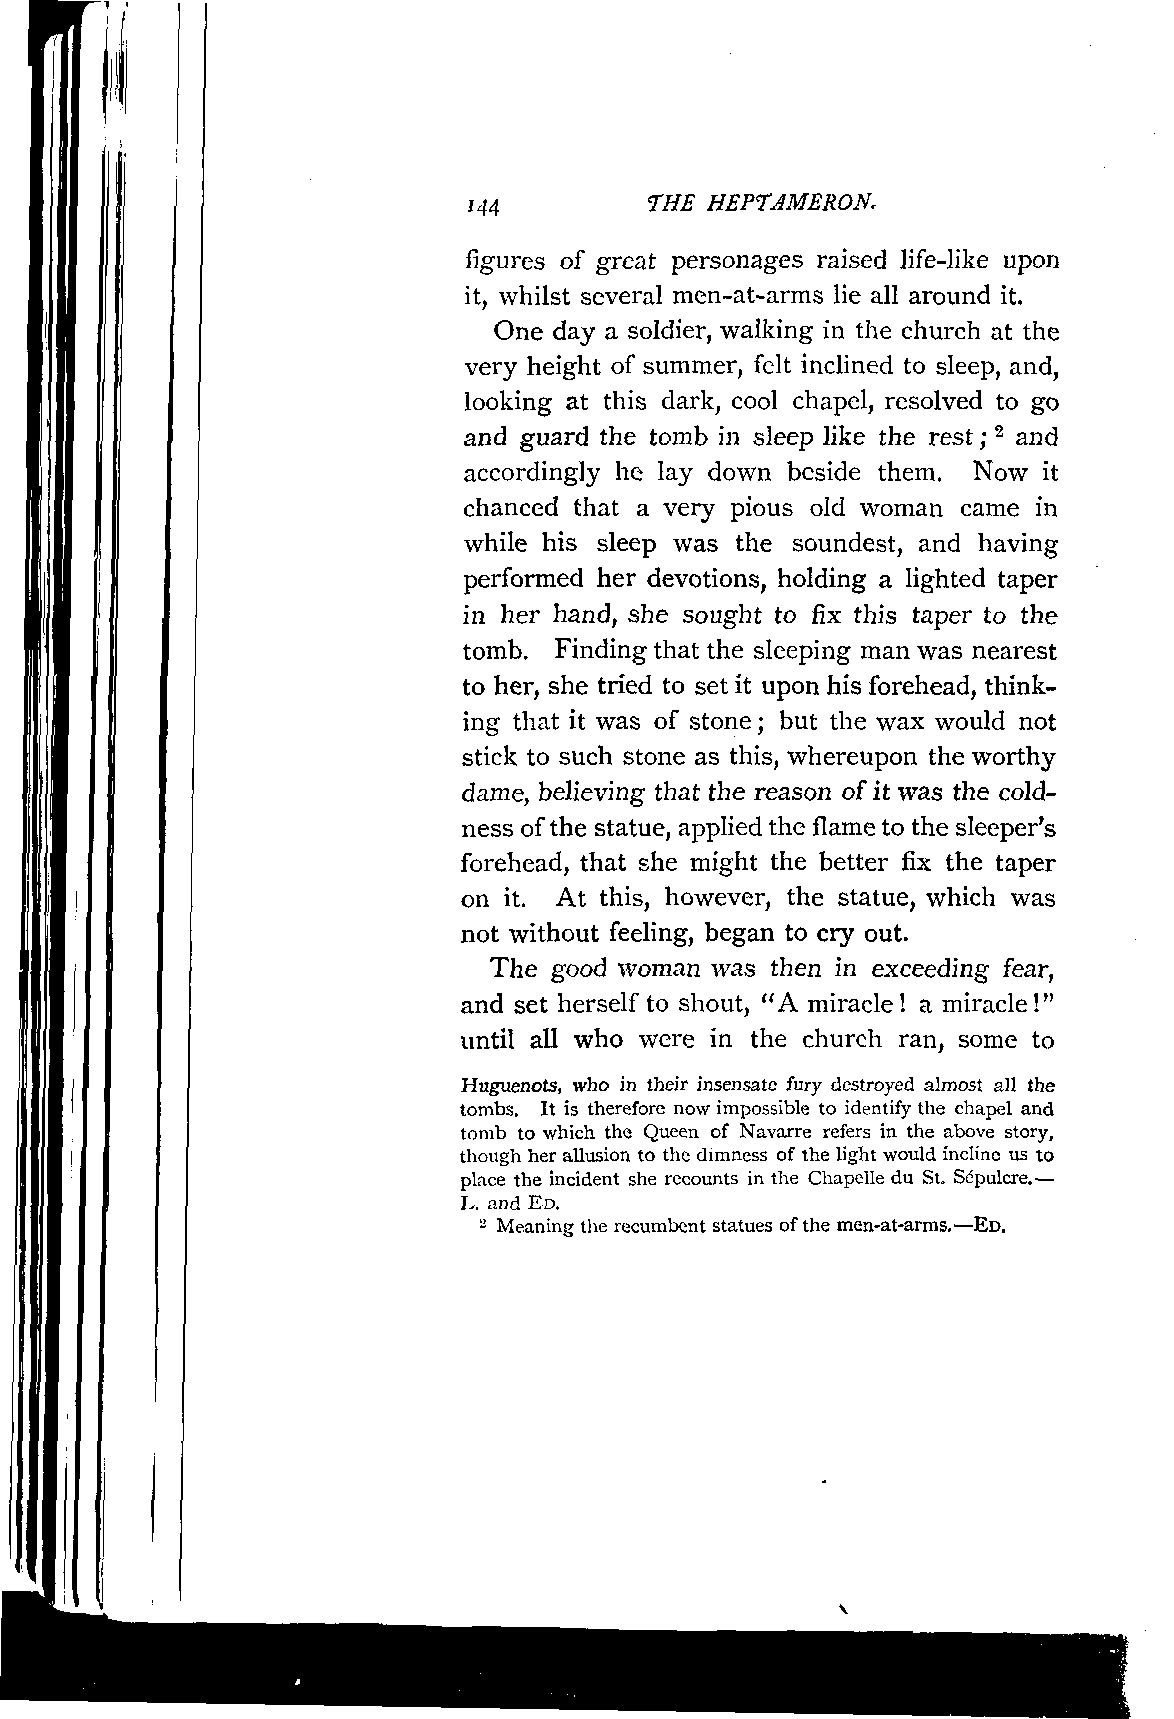 144 THE HEPTAMERON.
figures of great personages raised life-like upon
it, whilst several men-at-arms lie all around it.
One day a soldier, walking in the church at the
very height of summer, felt inclined to sleep, and,
looking at this dark, cool chapel, resolved to go
and guard the tomb in sleep like the rest ; ² and
accordingly he lay down beside them. Now it
chanced that a very pious old woman came in
while his sleep was the soundest, and having
performed her devotions, holding a lighted taper
in her hand, she sought to fix this taper to the
tomb. Finding that the sleeping man was nearest
to her, she tried to set it upon his forehead, think-
ing that it was of stone ; but the wax would not
stick to such stone as this, whereupon the worthy
dame, believing that the reason of it was the cold-
ness of the statue, applied the flame to the sleeper's
forehead, that she might the better fix the taper
on it. At this, however, the statue, which was
not without feeling, began to cry out.
The good woman was then in exceeding fear,
and set herself to shout, "A miracle ! a miracle !"
until all who were in the church ran, some to
Huguenots, who in their insensate fury destroyed almost all the
tombs. It is therefore now impossible to identify the chapel and
tomb to which the Queen of Navarre refers in the above story,
though her allusion to the dimness of the light would incline us to
place the incident she recounts in the Chapelle du St. Sépulcre.—
L. and ED.
² Meaning the recumbent statues of the men-at-arms.—ED.